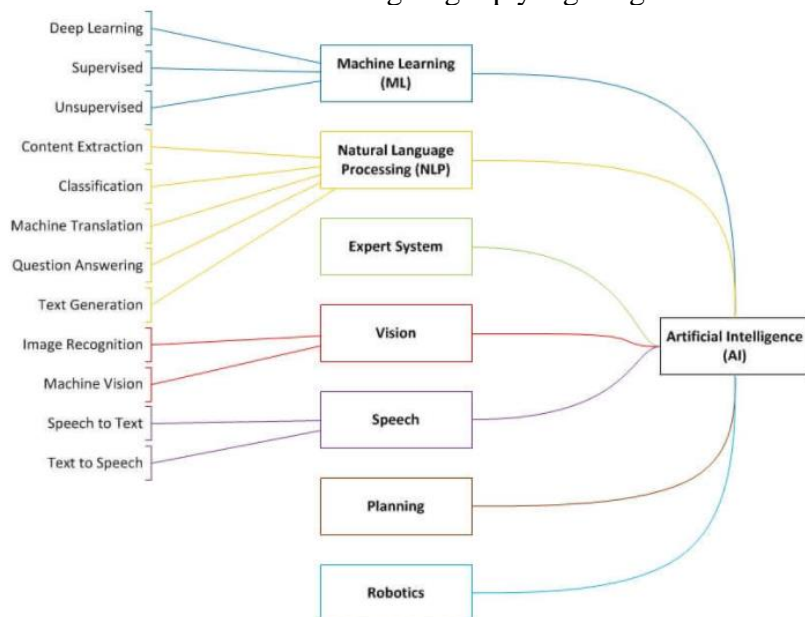 Deep Learning
Supervised
Unsupervised
Content Extraction
Classification
Machine Translation
Question Answering
Text Generation
Image Recognition
Machine Vision
Speech to Text
Text to Speech
Machine Learning
(ML)
Natural Language
Processing (NLP)
Expert System
Vision
Speech
Planning
Robotics
Artificial Intelligence
(AI)